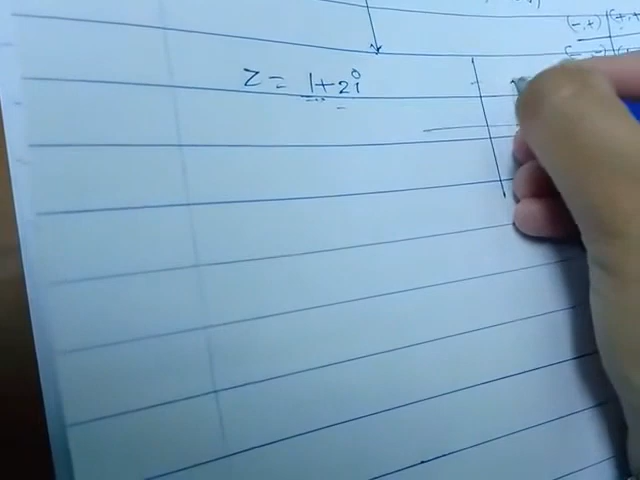 (-,+) (+,+
z = 1+2i